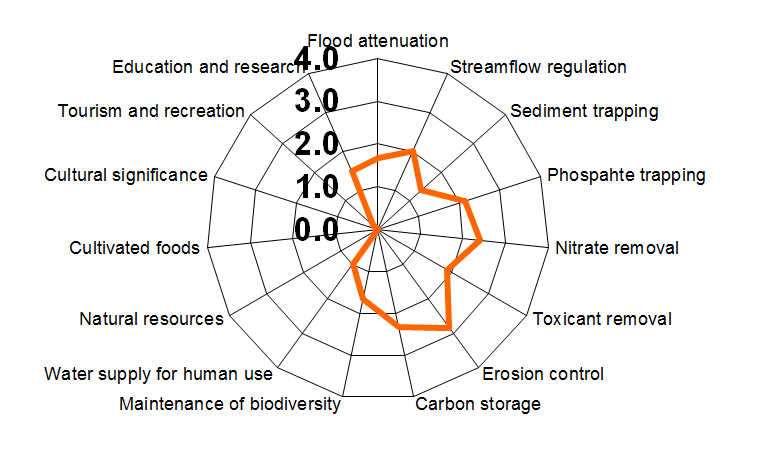 Flood attenuation
Streamflow regulation
Sediment trapping
Phospahte trapping
Nitrate removal
Toxicant removal
Erosion control
Carbon storage
Maintenance of biodiversity
Water supply for human use
Natural resources
Cultivated foods
Cultural significance
Tourism and recreation
Education and research
4.0
3.0
2.0
1.0
0.0